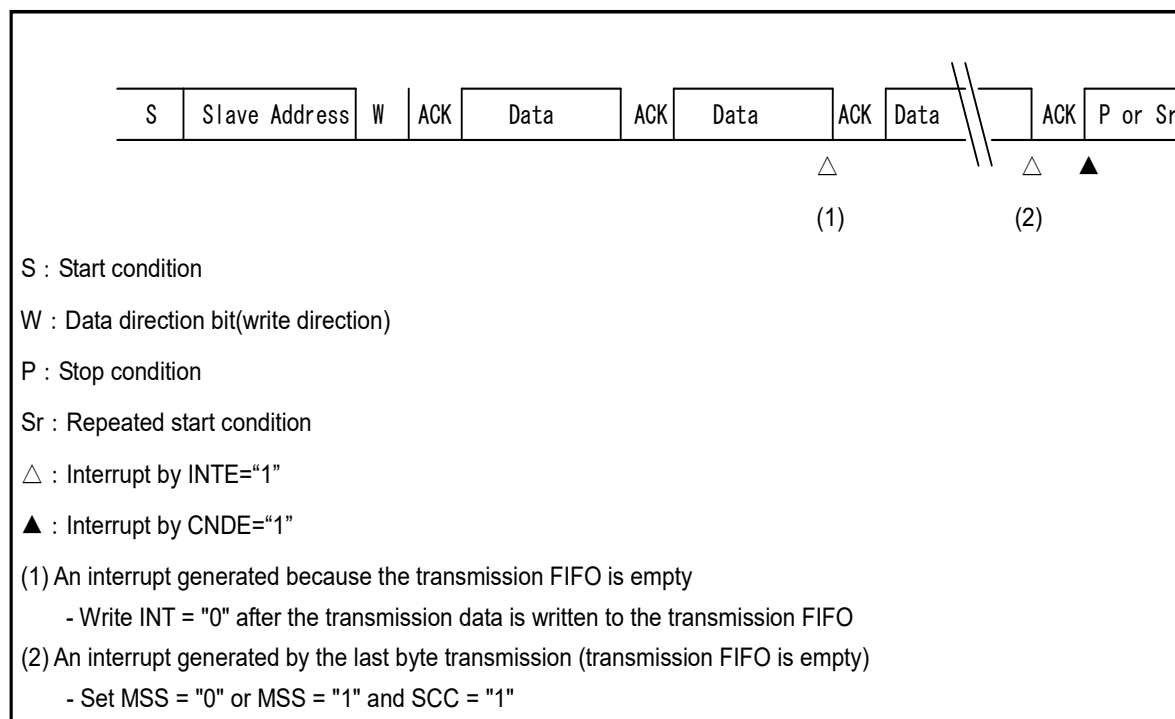 S Slave Address W ACK Data ACK Data ACK Data ACK P or Sr
△ △ ▲
(1) (2)
S : Start condition
W : Data direction bit(write direction)
P : Stop condition
Sr : Repeated start condition
△ : Interrupt by INTE=“1”
▲ : Interrupt by CNDE=“1”
(1) An interrupt generated because the transmission FIFO is empty
- Write INT = "0" after the transmission data is written to the transmission FIFO
(2) An interrupt generated by the last byte transmission (transmission FIFO is empty)
- Set MSS = "0" or MSS = "1" and SCC = "1"